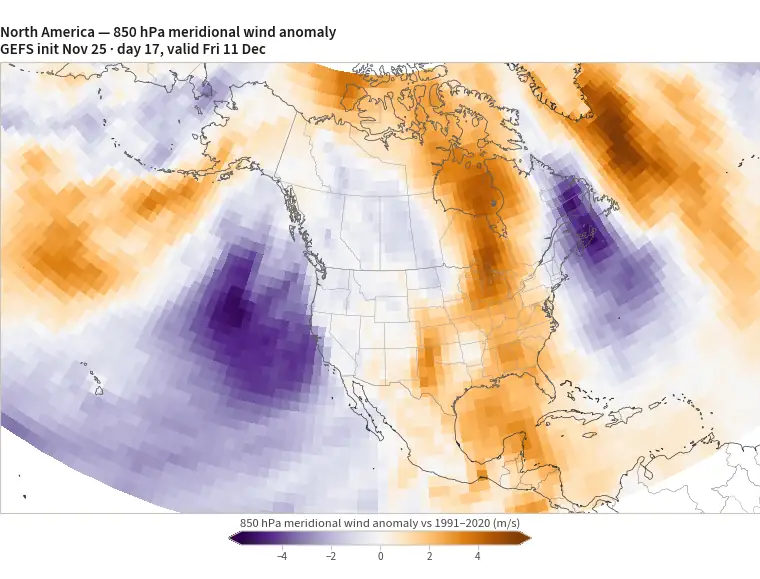 North America — 850 hPa meridional wind anomaly
GEFS init Nov 25 · day 17, valid Fri 11 Dec
850 hPa meridional wind anomaly vs 1991–2020 (m/s)
−4 −2 0 2 4